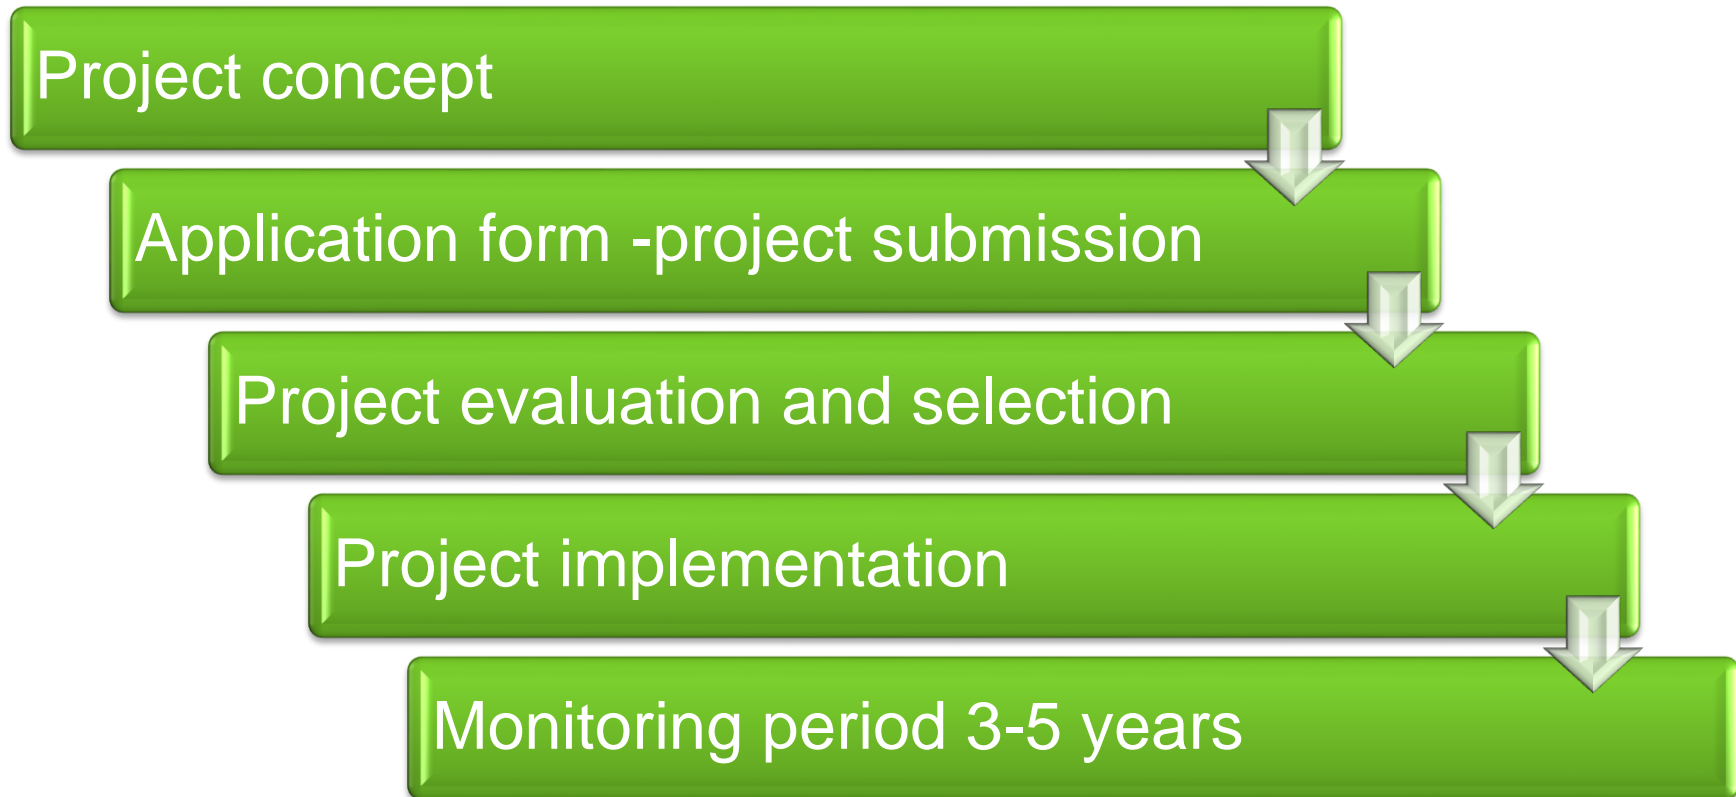 Project concept
Application form -project submission
Project evaluation and selection
Project implementation
Monitoring period 3-5 years